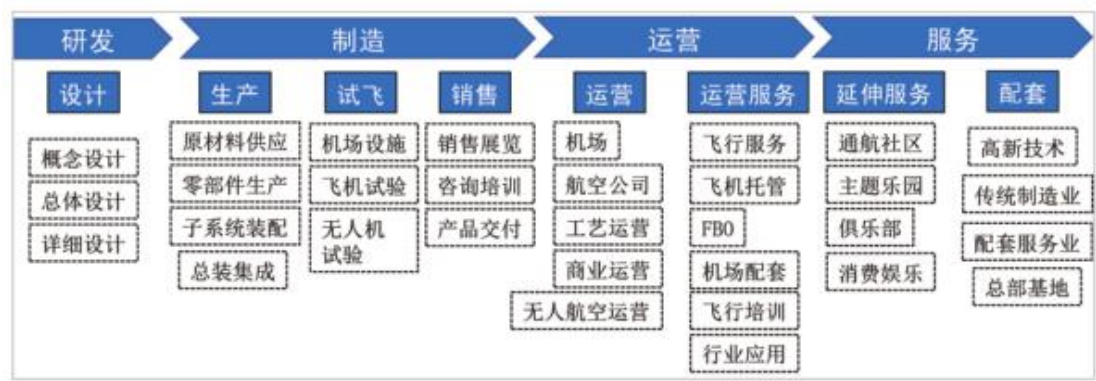 研发
制造
运营
服务
设计
概念设计
总体设计
详细设计
生产
原材料供应
零部件生产
子系统装配
总装集成
试飞
机场设施
飞机试验
无人机
试验
销售
销售展览
咨询培训
产品交付
运营
机场
航空公司
工艺运营
商业运营
无人航空运营
运营服务
飞行服务
飞机托管
FBO
机场配套
飞行培训
行业应用
延伸服务
通航社区
主题乐园
俱乐部
消费娱乐
配套
高新技术
传统制造业
配套服务业
总部基地